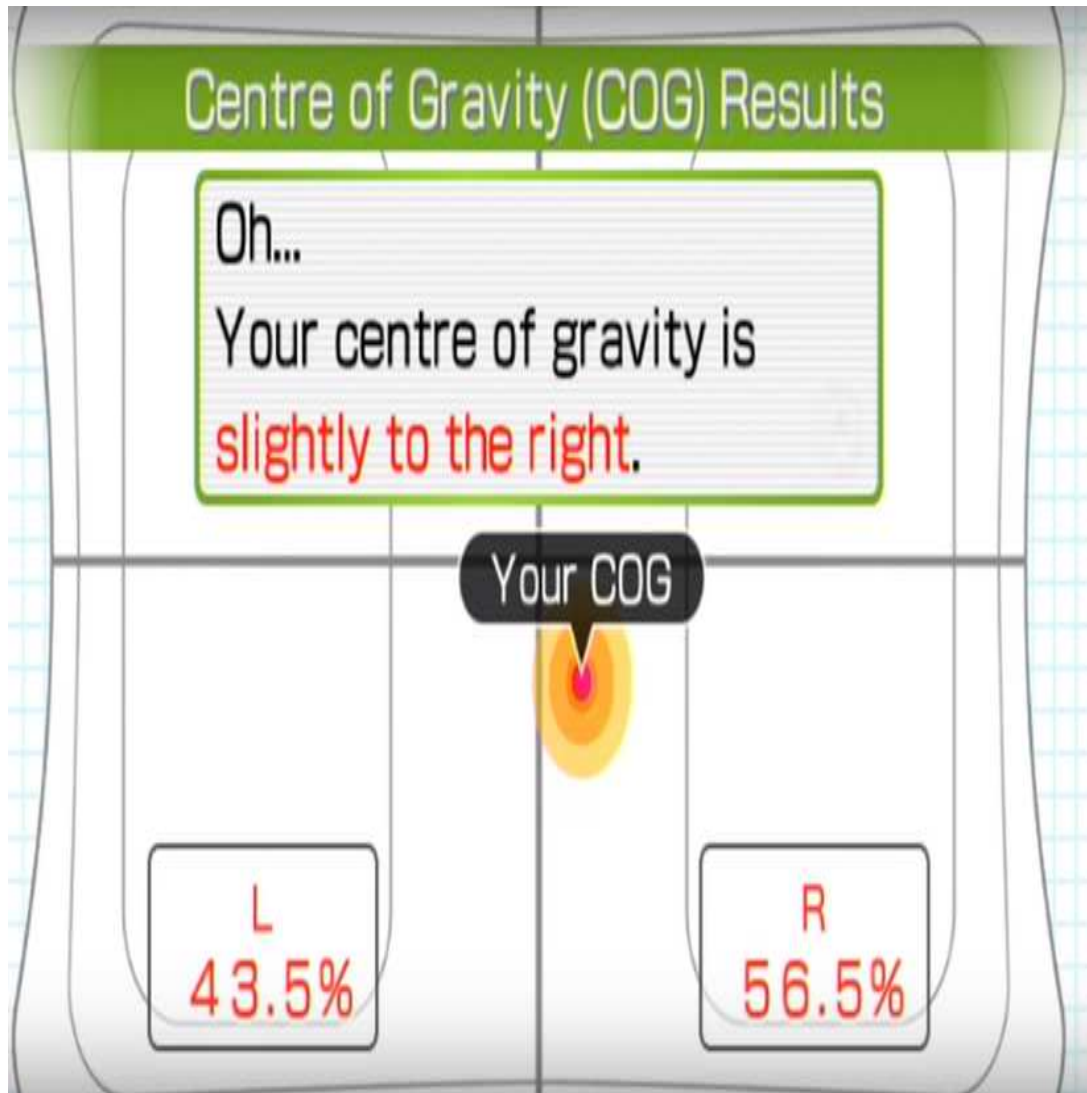 Centre of Gravity (COG) Results
Oh...
Your centre of gravity is
slightly to the right.
Your COG
L
43.5%
R
56.5%